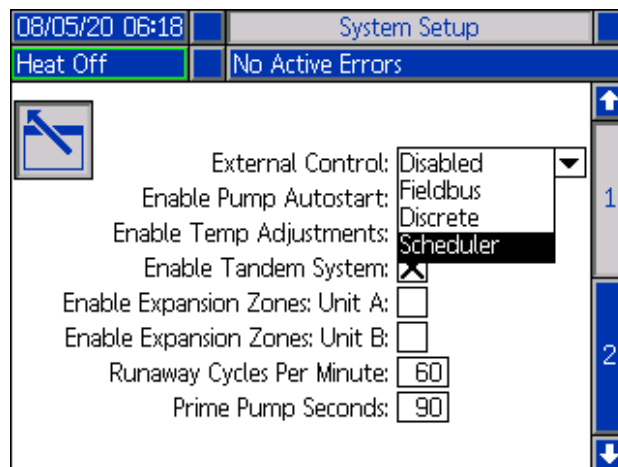 08/05/20 06:18 System Setup
Heat Off No Active Errors
External Control: Disabled
Fieldbus
Enable Pump Autostart:
Discrete
Enable Temp Adjustments:
Scheduler
Enable Tandem System:
Enable Expansion Zones: Unit A:
Enable Expansion Zones: Unit B:
Runaway Cycles Per Minute: 60
Prime Pump Seconds: 90
1
2